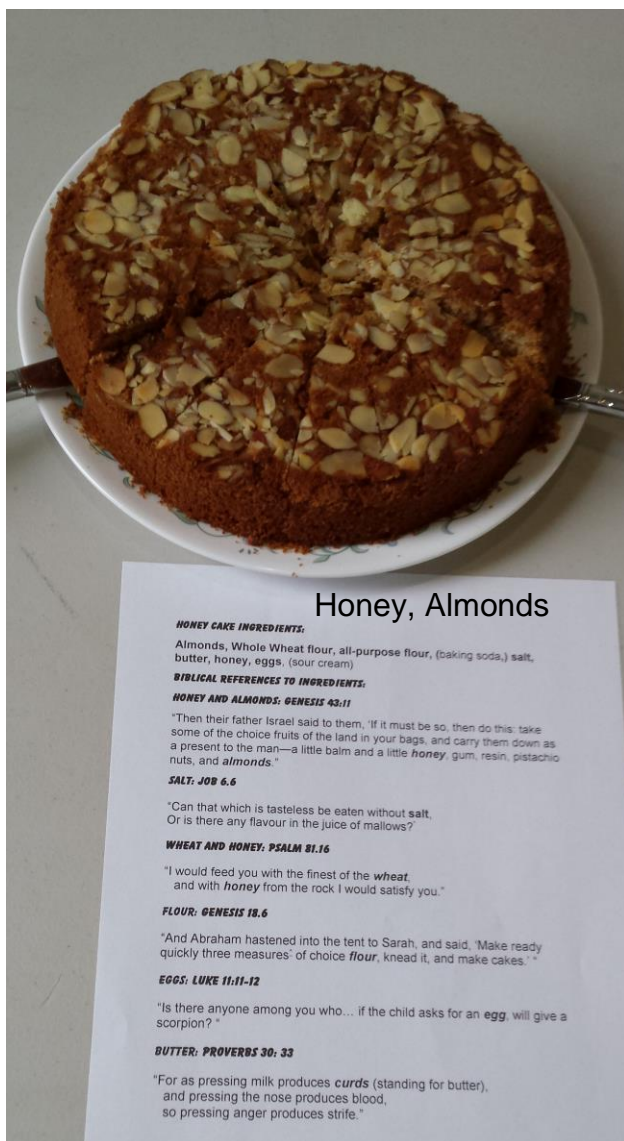 Honey, Almonds
HONEY CAKE INGREDIENTS:
Almonds, Whole Wheat flour, all-purpose flour, (baking soda,) salt,
butter, honey, eggs, (sour cream)
BIBLICAL REFERENCES TO INGREDIENTS:
HONEY AND ALMONDS: GENESIS 43:11
"Then their father Israel said to them, 'If it must be so, then do this: take
some of the choice fruits of the land in your bags, and carry them down as
a present to the man—a little balm and a little honey, gum, resin, pistachio
nuts, and almonds."
SALT: JOB 6.6
"Can that which is tasteless be eaten without salt,
Or is there any flavour in the juice of mallows?"
WHEAT AND HONEY: PSALM 81.16
"I would feed you with the finest of the wheat,
and with honey from the rock I would satisfy you."
FLOUR: GENESIS 18.6
"And Abraham hastened into the tent to Sarah, and said, 'Make ready
quickly three measures of choice flour, knead it, and make cakes.' "
EGGS: LUKE 11:11-12
"Is there anyone among you who... if the child asks for an egg, will give a
scorpion? "
BUTTER: PROVERBS 30: 33
"For as pressing milk produces curds (standing for butter),
and pressing the nose produces blood,
so pressing anger produces strife."